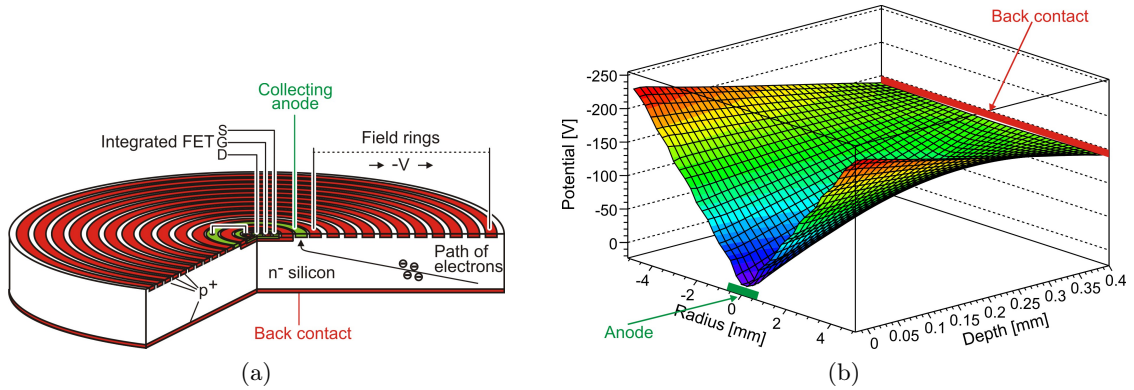 Collecting
anode
Integrated FET
S
G
D
Field rings
-V
Path of
electrons
n⁻ silicon
p⁺
Back contact
(a)
Back contact
Potential [V]
-250
-200
-150
-100
-50
0
-4
-2
0
2
4
Radius [mm]
0
0.05
0.1
0.15
0.2
0.25
0.3
0.35
0.4
Depth [mm]
Anode
(b)